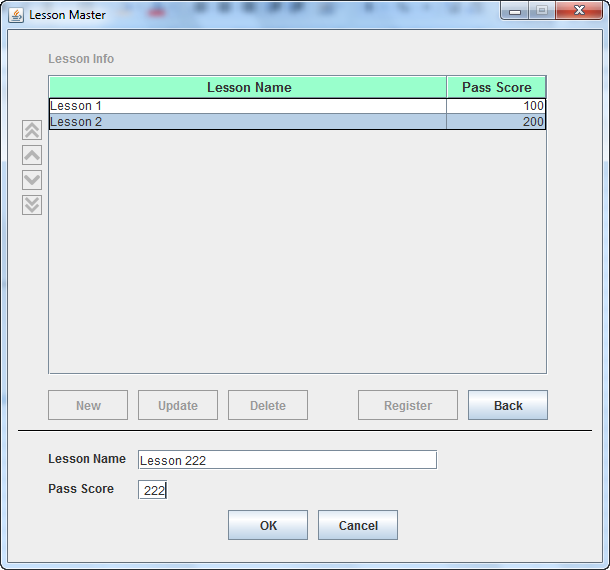 Lesson Master
Lesson Info
Lesson Name Pass Score
Lesson 1 100
Lesson 2 200
New Update Delete Register Back
Lesson Name Lesson 222
Pass Score 222
OK Cancel